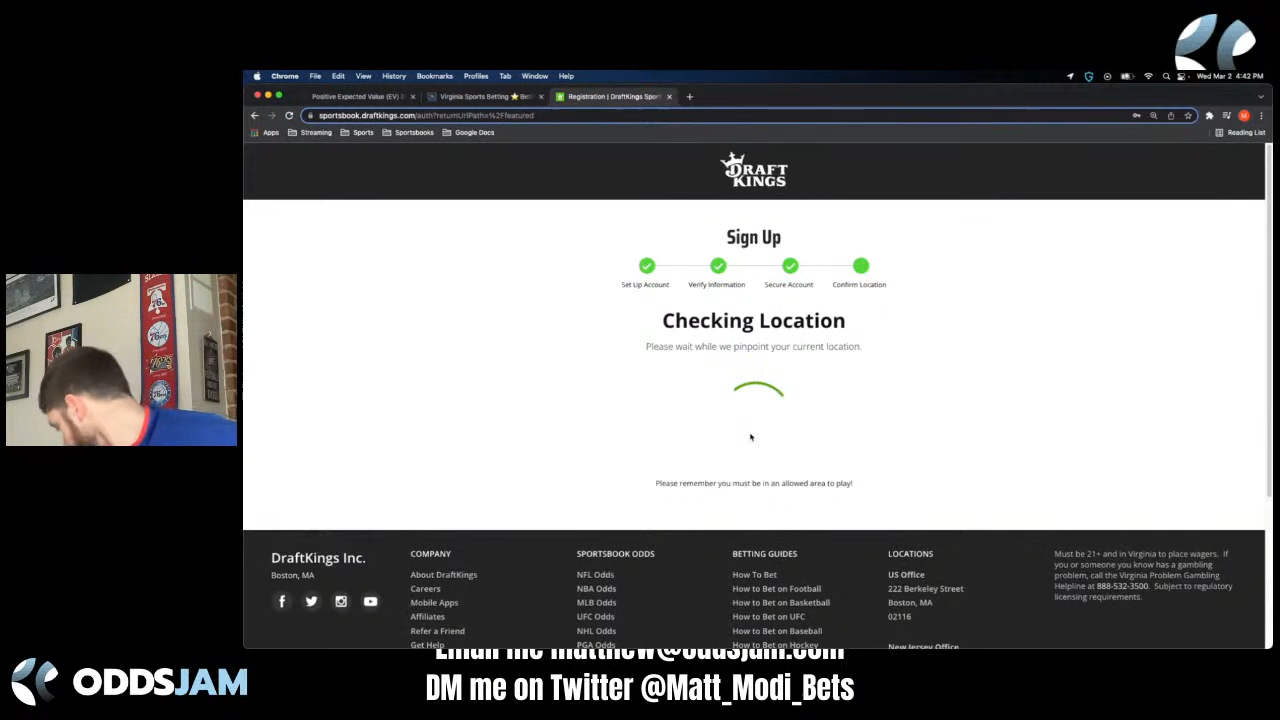 Chrome File Edit View History Bookmarks Profiles Tab Window Help Wed Mar 2 4:42 PM
Positive Expected Value (EV) Virginia Sports Betting ⭐ Bet Registration | DraftKings Spor
sportsbook.draftkings.com/auth?returnUrlPath=%2Ffeatured
Apps Streaming Sports Sportsbooks Google Docs Reading List
DRAFT
KINGS
Sign Up
Set Up Account Verify Information Secure Account Confirm Location
Checking Location
Please wait while we pinpoint your current location.
Please remember you must be in an allowed area to play!
DraftKings Inc.
Boston, MA
COMPANY
About DraftKings
Careers
Mobile Apps
Affiliates
Refer a Friend
Get Help
SPORTSBOOK ODDS
NFL Odds
NBA Odds
MLB Odds
UFC Odds
NHL Odds
PGA Odds
BETTING GUIDES
How To Bet
How to Bet on Football
How to Bet on Basketball
How to Bet on UFC
How to Bet on Baseball
How to Bet on Hockey
LOCATIONS
US Office
222 Berkeley Street
Boston, MA
02116
New Jersey Office
Must be 21+ and in Virginia to place wagers. If
you or someone you know has a gambling
problem, call the Virginia Problem Gambling
Helpline at 888-532-3500. Subject to regulatory
licensing requirements.
Email me matthew@oddsjam.com
DM me on Twitter @Matt_Modi_Bets
ODDSJAM